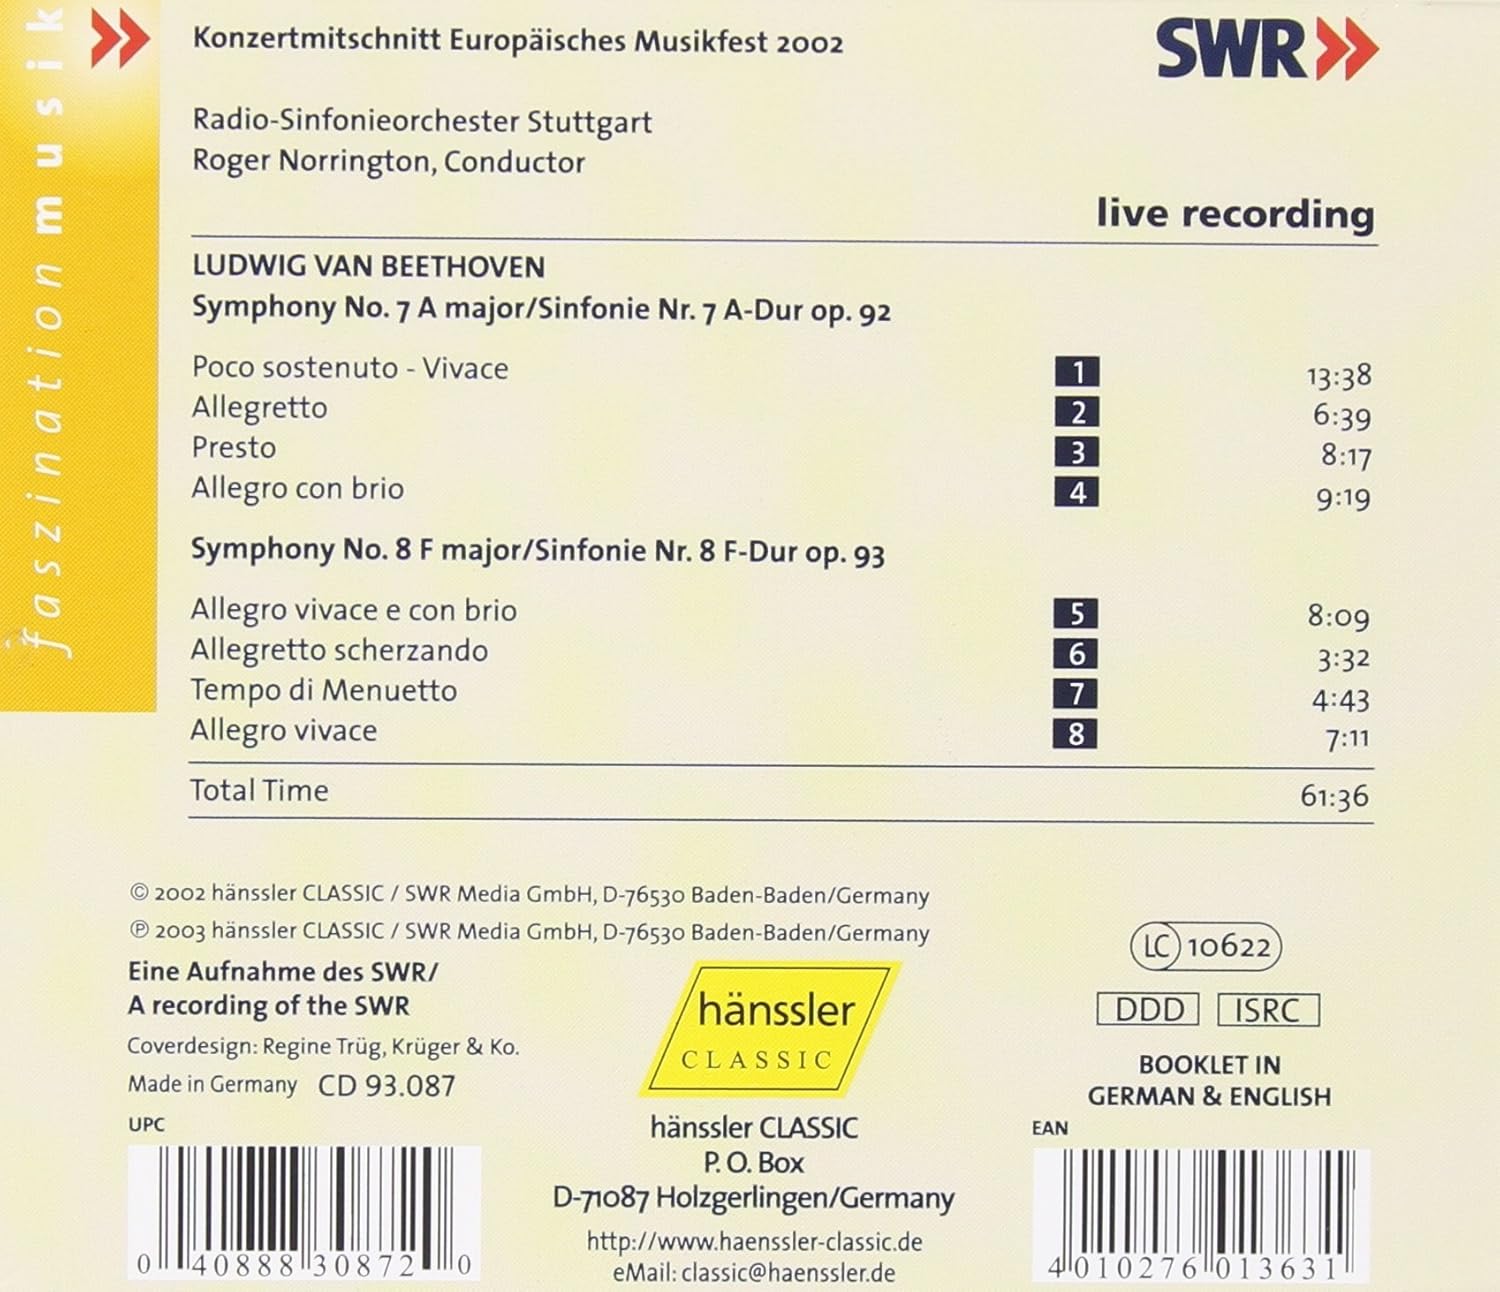 faszination musik
Konzertmitschnitt Europäisches Musikfest 2002
SWR
Radio-Sinfonieorchester Stuttgart
Roger Norrington, Conductor
live recording
LUDWIG VAN BEETHOVEN
Symphony No. 7 A major/Sinfonie Nr. 7 A-Dur op. 92
Poco sostenuto - Vivace 1 13:38
Allegretto 2 6:39
Presto 3 8:17
Allegro con brio 4 9:19
Symphony No. 8 F major/Sinfonie Nr. 8 F-Dur op. 93
Allegro vivace e con brio 5 8:09
Allegretto scherzando 6 3:32
Tempo di Menuetto 7 4:43
Allegro vivace 8 7:11
Total Time 61:36
© 2002 hänssler CLASSIC / SWR Media GmbH, D-76530 Baden-Baden/Germany
℗ 2003 hänssler CLASSIC / SWR Media GmbH, D-76530 Baden-Baden/Germany
Eine Aufnahme des SWR/
A recording of the SWR
Coverdesign: Regine Trüg, Krüger & Ko.
Made in Germany CD 93.087
UPC
0 40888 30872 0
hänssler
CLASSIC
hänssler CLASSIC
P. O. Box
D-71087 Holzgerlingen/Germany
http://www.haenssler-classic.de
eMail: classic@haenssler.de
LC 10622
DDD ISRC
BOOKLET IN
GERMAN & ENGLISH
EAN
4 010276 013631